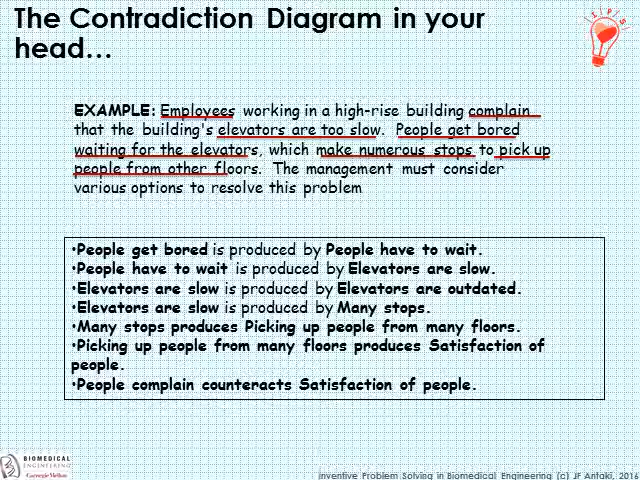 The Contradiction Diagram in your
head…
IPS
EXAMPLE: Employees working in a high-rise building complain
that the building's elevators are too slow. People get bored
waiting for the elevators, which make numerous stops to pick up
people from other floors. The management must consider
various options to resolve this problem
•People get bored is produced by People have to wait.
•People have to wait is produced by Elevators are slow.
•Elevators are slow is produced by Elevators are outdated.
•Elevators are slow is produced by Many stops.
•Many stops produces Picking up people from many floors.
•Picking up people from many floors produces Satisfaction of
people.
•People complain counteracts Satisfaction of people.
BIOMEDICAL
ENGINEERING
Carnegie Mellon
Inventive Problem Solving in Biomedical Engineering (c) JF Antaki, 2016